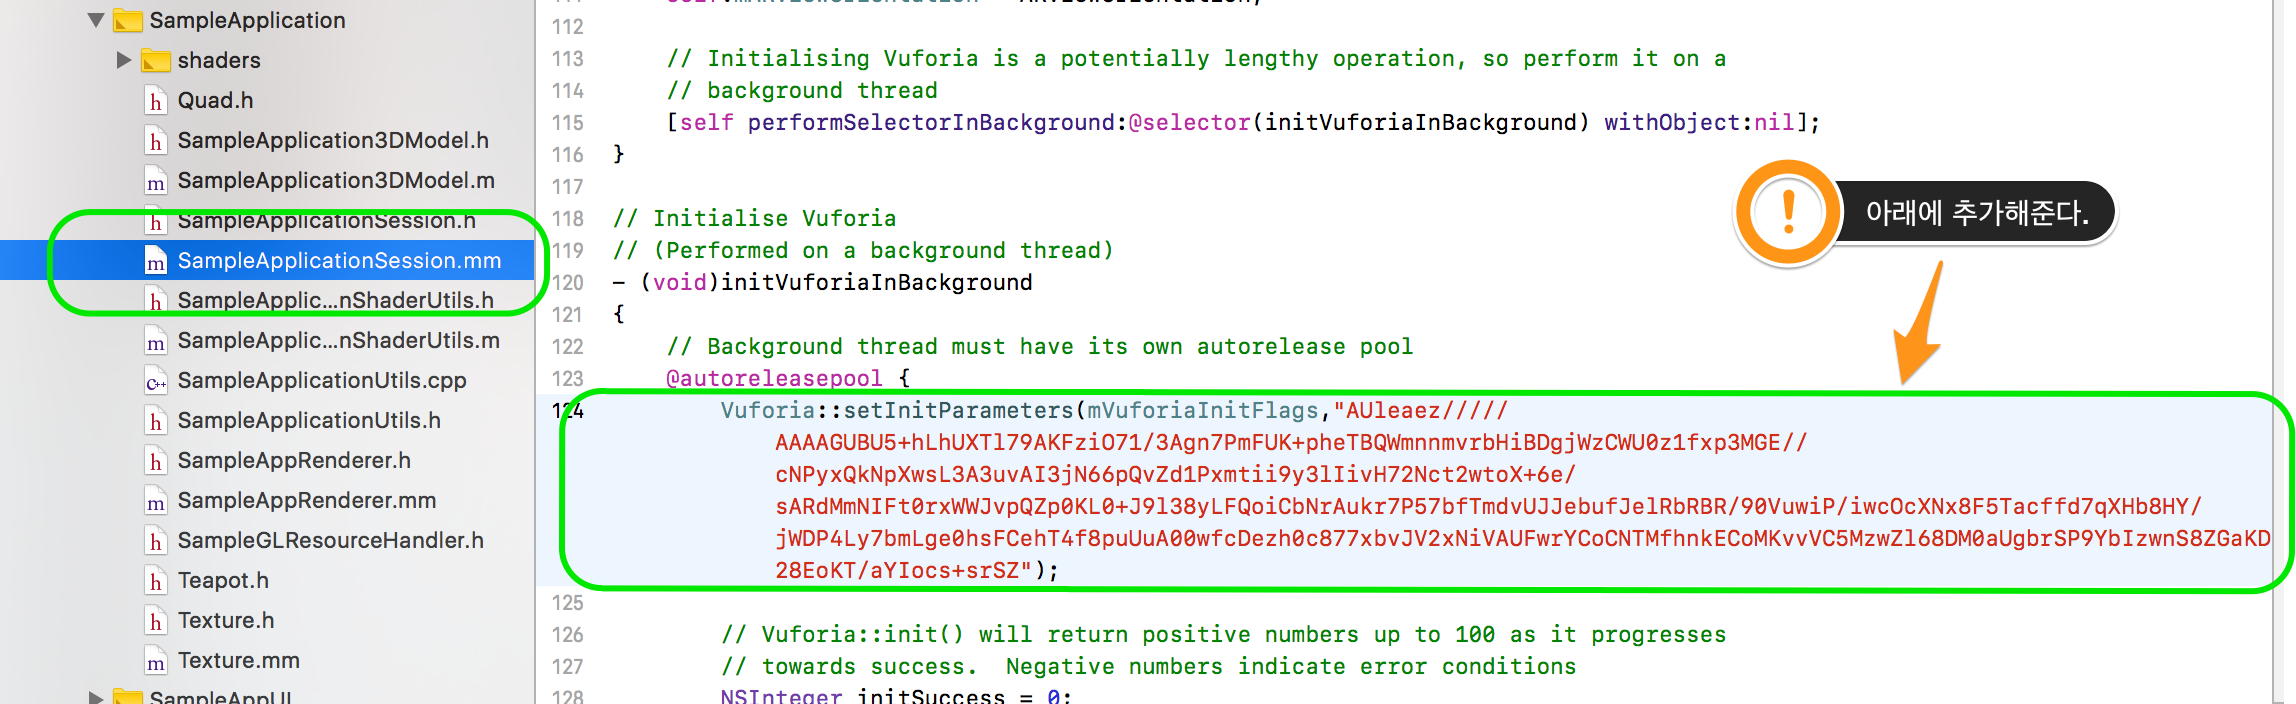 SampleApplication
shaders
Quad.h
SampleApplication3DModel.h
SampleApplication3DModel.m
SampleApplicationSession.h
SampleApplicationSession.mm
SampleApplic...nShaderUtils.h
SampleApplic...nShaderUtils.m
SampleApplicationUtils.cpp
SampleApplicationUtils.h
SampleAppRenderer.h
SampleAppRenderer.mm
SampleGLResourceHandler.h
Teapot.h
Texture.h
Texture.mm
SampleAppUI
112
113 // Initialising Vuforia is a potentially lengthy operation, so perform it on a
114 // background thread
115 [self performSelectorInBackground:@selector(initVuforiaInBackground) withObject:nil];
116 }
117
118 // Initialise Vuforia
119 // (Performed on a background thread)
120 - (void)initVuforiaInBackground
121 {
122 // Background thread must have its own autorelease pool
123 @autoreleasepool {
124 Vuforia::setInitParameters(mVuforiaInitFlags,"AUleaez/////
AAAAGUBU5+hLhUXTl79AKFziO71/3Agn7PmFUK+pheTBQWmnnmvrbHiBDgjWzCWU0z1fxp3MGE//
cNPyxQkNpXwsL3A3uvAI3jN66pQvZd1Pxmtii9y3lIivH72Nct2wtoX+6e/
sARdMmNIFt0rxWWJvpQZp0KL0+J9l38yLFQoiCbNrAukr7P57bfTmdvUJJebufJelRbRBR/90VuwiP/iwcOcXNx8F5Tacffd7qXHb8HY/
jWDP4Ly7bmLge0hsFCehT4f8puUuA00wfcDezh0c877xbvJV2xNiVAUFwrYCoCNTMfhnkECoMKvvVC5MzwZl68DM0aUgbrSP9YbIzwnS8ZGaKD
28EoKT/aYIocs+srSZ");
125
126 // Vuforia::init() will return positive numbers up to 100 as it progresses
127 // towards success.  Negative numbers indicate error conditions
128 NSInteger initSuccess = 0;
아래에 추가해준다.